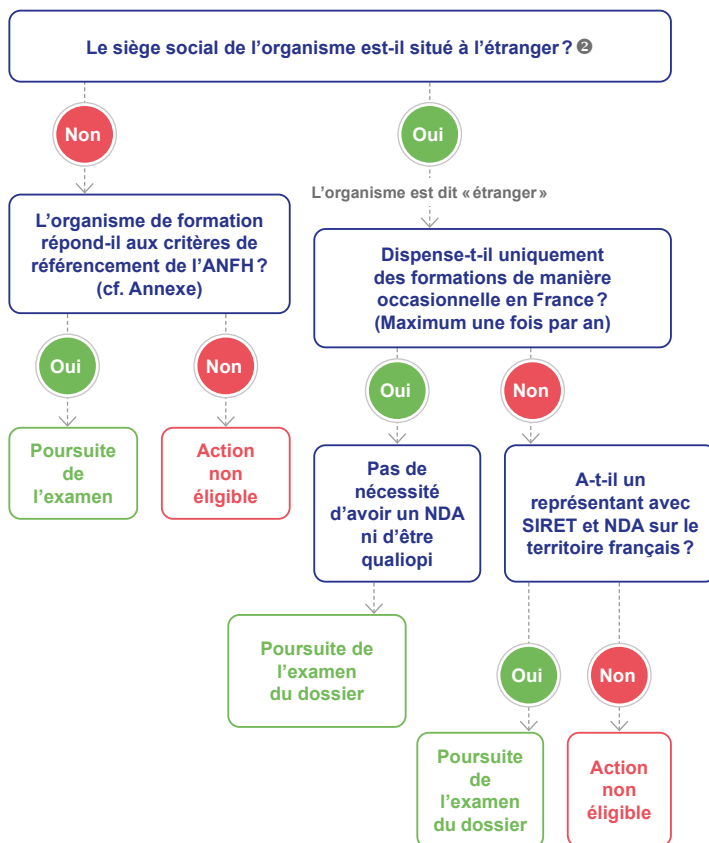 Le siège social de l’organisme est-il situé à l’étranger ? ❷
Non
Oui
L’organisme est dit « étranger »
L’organisme de formation
répond-il aux critères de
référencement de l’ANFH ?
(cf. Annexe)
Dispense-t-il uniquement
des formations de manière
occasionnelle en France ?
(Maximum une fois par an)
Oui
Non
Oui
Non
Poursuite
de
l’examen
Action
non
éligible
Pas de
nécessité
d’avoir un NDA
ni d’être
qualiopi
A-t-il un
représentant avec
SIRET et NDA sur le
territoire français ?
Poursuite de
l’examen
du dossier
Oui
Non
Poursuite
de
l’examen
du dossier
Action
non
éligible